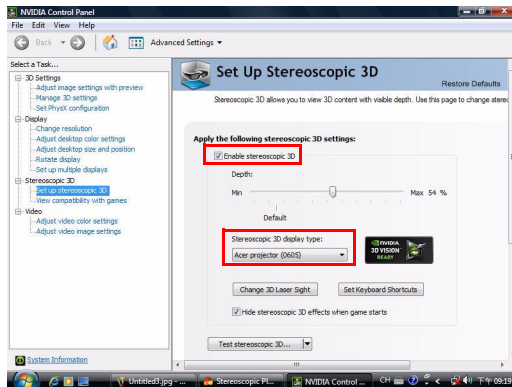 NVIDIA Control Panel
File Edit View Help
Back Advanced Settings
Select a Task...
3D Settings
Adjust image settings with preview
Manage 3D settings
Set PhysX configuration
Display
Change resolution
Adjust desktop color settings
Adjust desktop size and position
Rotate display
Set up multiple displays
Stereoscopic 3D
Set up stereoscopic 3D
View compatibility with games
Video
Adjust video color settings
Adjust video image settings
System Information
Set Up Stereoscopic 3D
Restore Defaults
Stereoscopic 3D allows you to view 3D content with visible depth. Use this page to change stereo
Apply the following stereoscopic 3D settings:
Enable stereoscopic 3D
Depth:
Min Max 54 %
Default
Stereoscopic 3D display type:
Acer projector (0605)
NVIDIA
3D VISION
READY
Change 3D Laser Sight Set Keyboard Shortcuts
Hide stereoscopic 3D effects when game starts
Test stereoscopic 3D...
Untitled3.jpg - ... Stereoscopic Pl... NVIDIA Control ... CH 下午 09:19